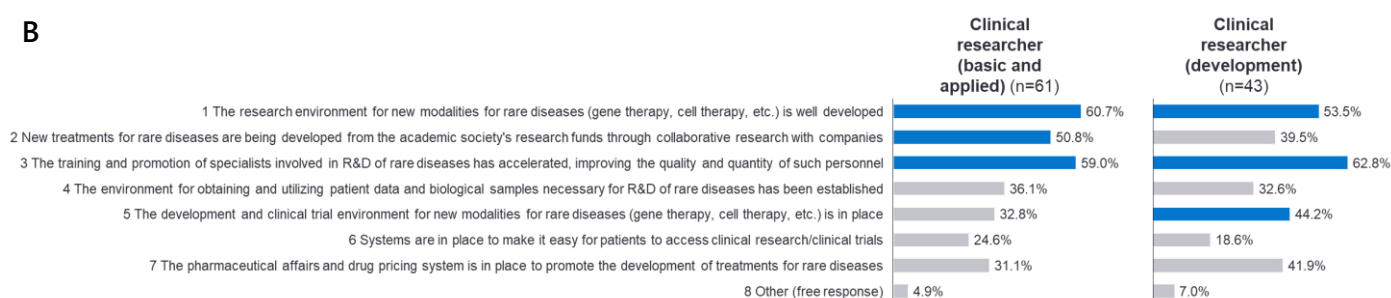 B
Clinical
researcher
(basic and
applied) (n=61)
Clinical
researcher
(development)
(n=43)
1 The research environment for new modalities for rare diseases (gene therapy, cell therapy, etc.) is well developed 60.7% 53.5%
2 New treatments for rare diseases are being developed from the academic society's research funds through collaborative research with companies 50.8% 39.5%
3 The training and promotion of specialists involved in R&D of rare diseases has accelerated, improving the quality and quantity of such personnel 59.0% 62.8%
4 The environment for obtaining and utilizing patient data and biological samples necessary for R&D of rare diseases has been established 36.1% 32.6%
5 The development and clinical trial environment for new modalities for rare diseases (gene therapy, cell therapy, etc.) is in place 32.8% 44.2%
6 Systems are in place to make it easy for patients to access clinical research/clinical trials 24.6% 18.6%
7 The pharmaceutical affairs and drug pricing system is in place to promote the development of treatments for rare diseases 31.1% 41.9%
8 Other (free response) 4.9% 7.0%